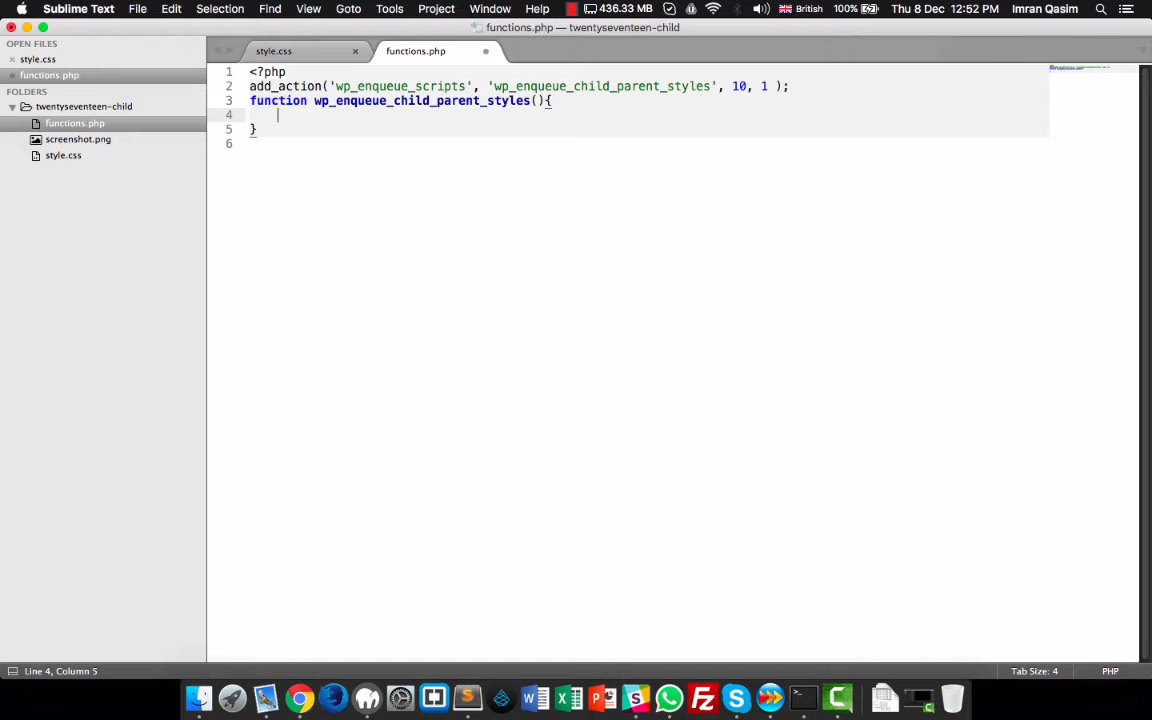 Sublime Text File Edit Selection Find View Goto Tools Project Window Help 436.33 MB British 100% Thu 8 Dec 12:52 PM Imran Qasim
functions.php — twentyseventeen-child
OPEN FILES
style.css
functions.php
FOLDERS
twentyseventeen-child
functions.php
screenshot.png
style.css
style.css × functions.php
1 <?php
2 add_action('wp_enqueue_scripts', 'wp_enqueue_child_parent_styles', 10, 1 );
3 function wp_enqueue_child_parent_styles(){
4
5 }
6
Line 4, Column 5 Tab Size: 4 PHP